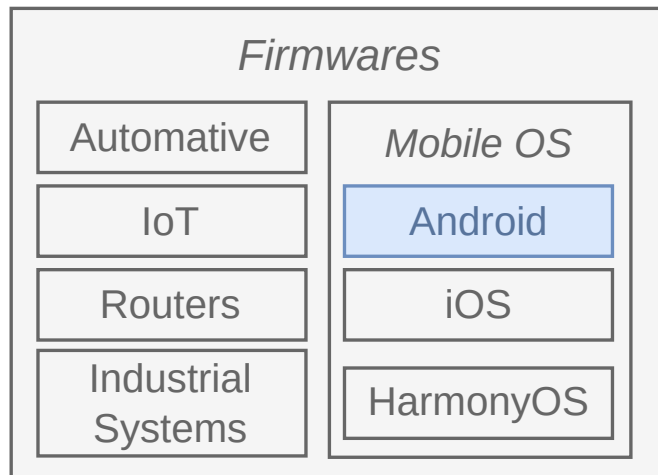 Firmwares
Automative
IoT
Routers
Industrial
Systems
Mobile OS
Android
iOS
HarmonyOS